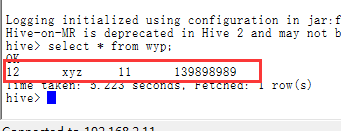 Logging initialized using configuration in jar:f
Hive-on-MR is deprecated in Hive 2 and may not b
hive> select * from wyp;
OK
12 xyz 11 139898989
Time taken: 5.223 seconds, Fetched: 1 row(s)
hive>
Connected to 192.168.2.11